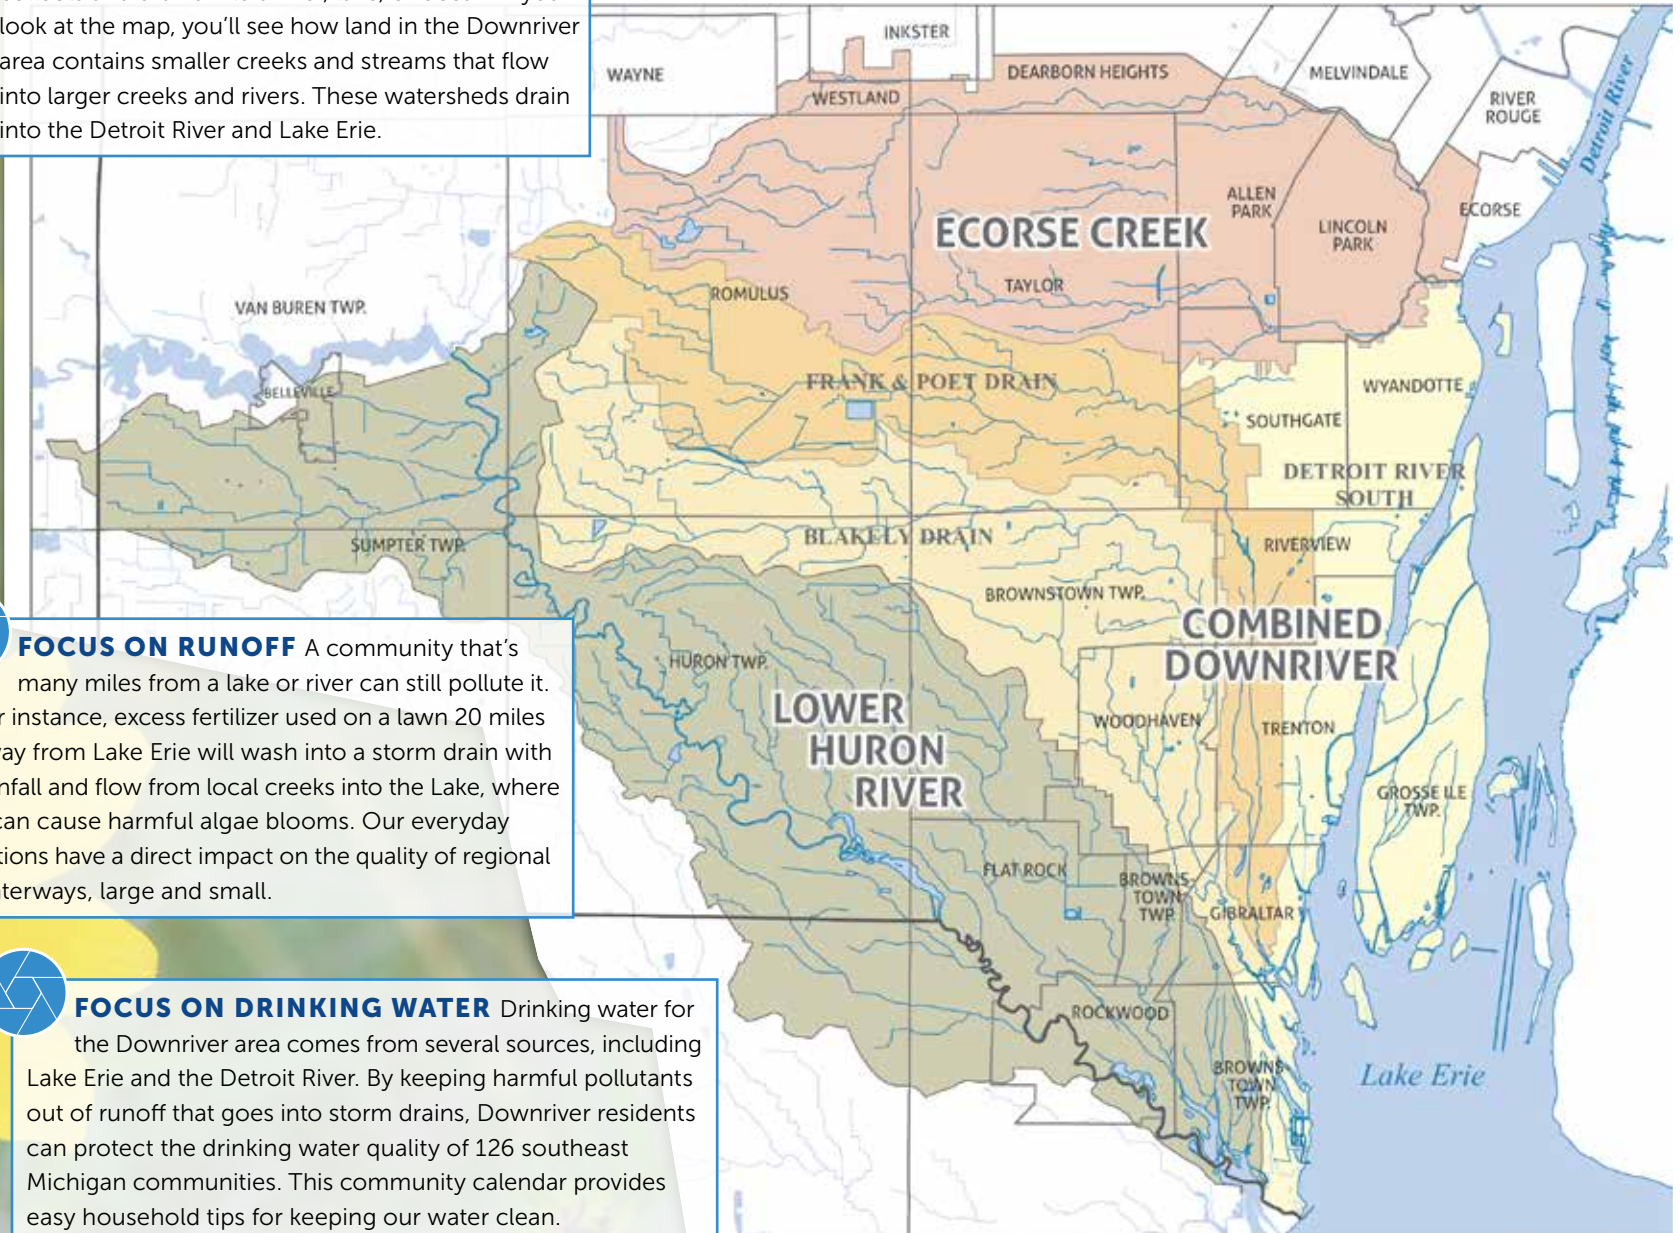 look at the map, you’ll see how land in the Downriver
area contains smaller creeks and streams that flow
into larger creeks and rivers. These watersheds drain
into the Detroit River and Lake Erie.
INKSTER
WAYNE
WESTLAND
DEARBORN HEIGHTS
MELVINDALE
RIVER
ROUGE
Detroit River
ALLEN
PARK
LINCOLN
PARK
ECORSE
ECORSE CREEK
TAYLOR
ROMULUS
VAN BUREN TWP.
BELLEVILLE
FRANK & POET DRAIN
WYANDOTTE
SOUTHGATE
DETROIT RIVER
SOUTH
BLAKELY DRAIN
SUMPTER TWP.
RIVERVIEW
BROWNSTOWN TWP.
COMBINED
DOWNRIVER
HURON TWP.
LOWER
HURON
RIVER
WOODHAVEN
TRENTON
GROSSE ILE
TWP.
FLAT ROCK
BROWNS-
TOWN
TWP.
GIBRALTAR
ROCKWOOD
BROWNS-
TOWN
TWP.
Lake Erie
FOCUS ON RUNOFF A community that’s
many miles from a lake or river can still pollute it.
instance, excess fertilizer used on a lawn 20 miles
from Lake Erie will wash into a storm drain with
and flow from local creeks into the Lake, where
can cause harmful algae blooms. Our everyday
have a direct impact on the quality of regional
large and small.
FOCUS ON DRINKING WATER Drinking water for
the Downriver area comes from several sources, including
Lake Erie and the Detroit River. By keeping harmful pollutants
out of runoff that goes into storm drains, Downriver residents
can protect the drinking water quality of 126 southeast
Michigan communities. This community calendar provides
easy household tips for keeping our water clean.